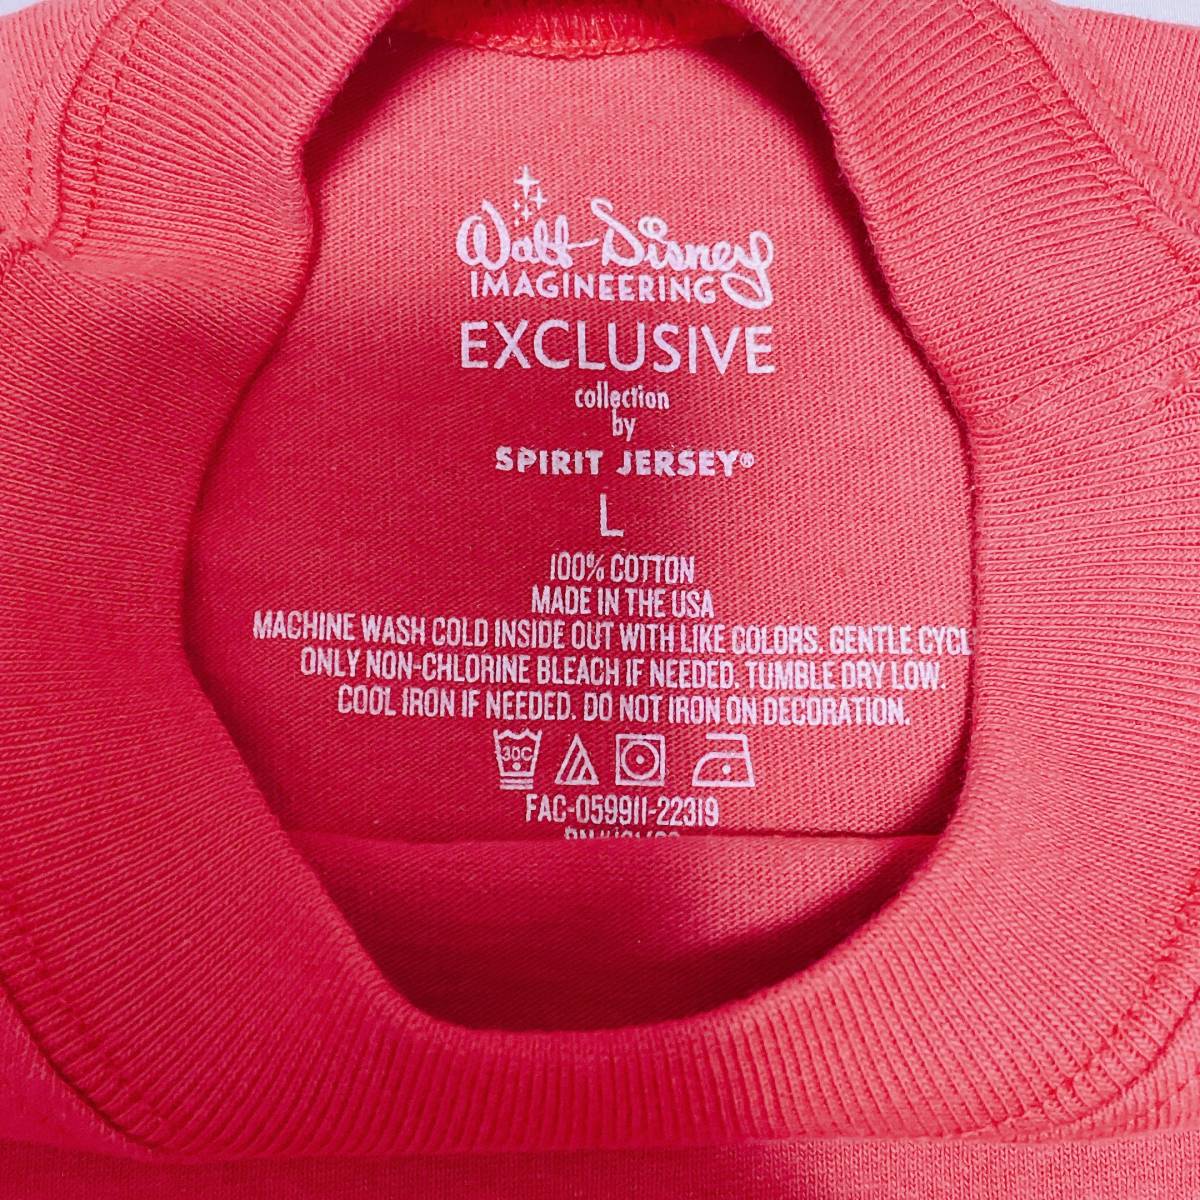 Walt Disney
IMAGINEERING
EXCLUSIVE
collection
by
SPIRIT JERSEY®
L
100% COTTON
MADE IN THE USA
MACHINE WASH COLD INSIDE OUT WITH LIKE COLORS. GENTLE CYCL
ONLY NON-CHLORINE BLEACH IF NEEDED. TUMBLE DRY LOW.
COOL IRON IF NEEDED. DO NOT IRON ON DECORATION.
30C
FAC-059911-22319